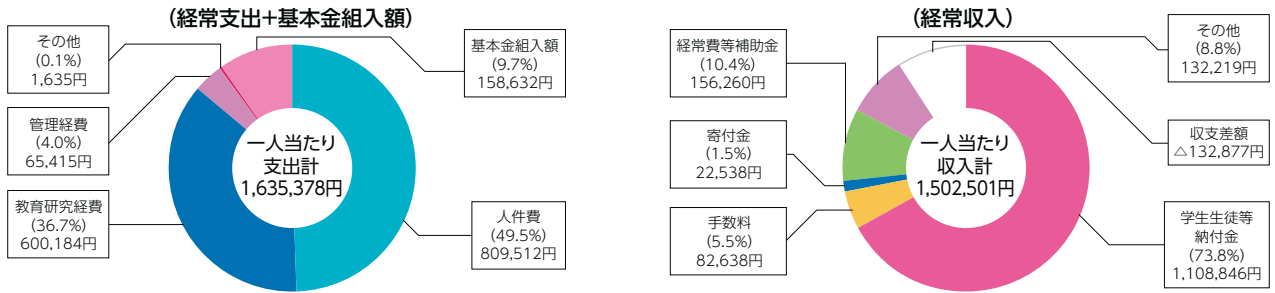 (経常支出+基本金組入額)
その他
(0.1%)
1,635円
管理経費
(4.0%)
65,415円
教育研究経費
(36.7%)
600,184円
一人当たり
支出計
1,635,378円
基本金組入額
(9.7%)
158,632円
人件費
(49.5%)
809,512円
(経常収入)
経常費等補助金
(10.4%)
156,260円
寄付金
(1.5%)
22,538円
手数料
(5.5%)
82,638円
一人当たり
収入計
1,502,501円
その他
(8.8%)
132,219円
収支差額
△132,877円
学生生徒等
納付金
(73.8%)
1,108,846円